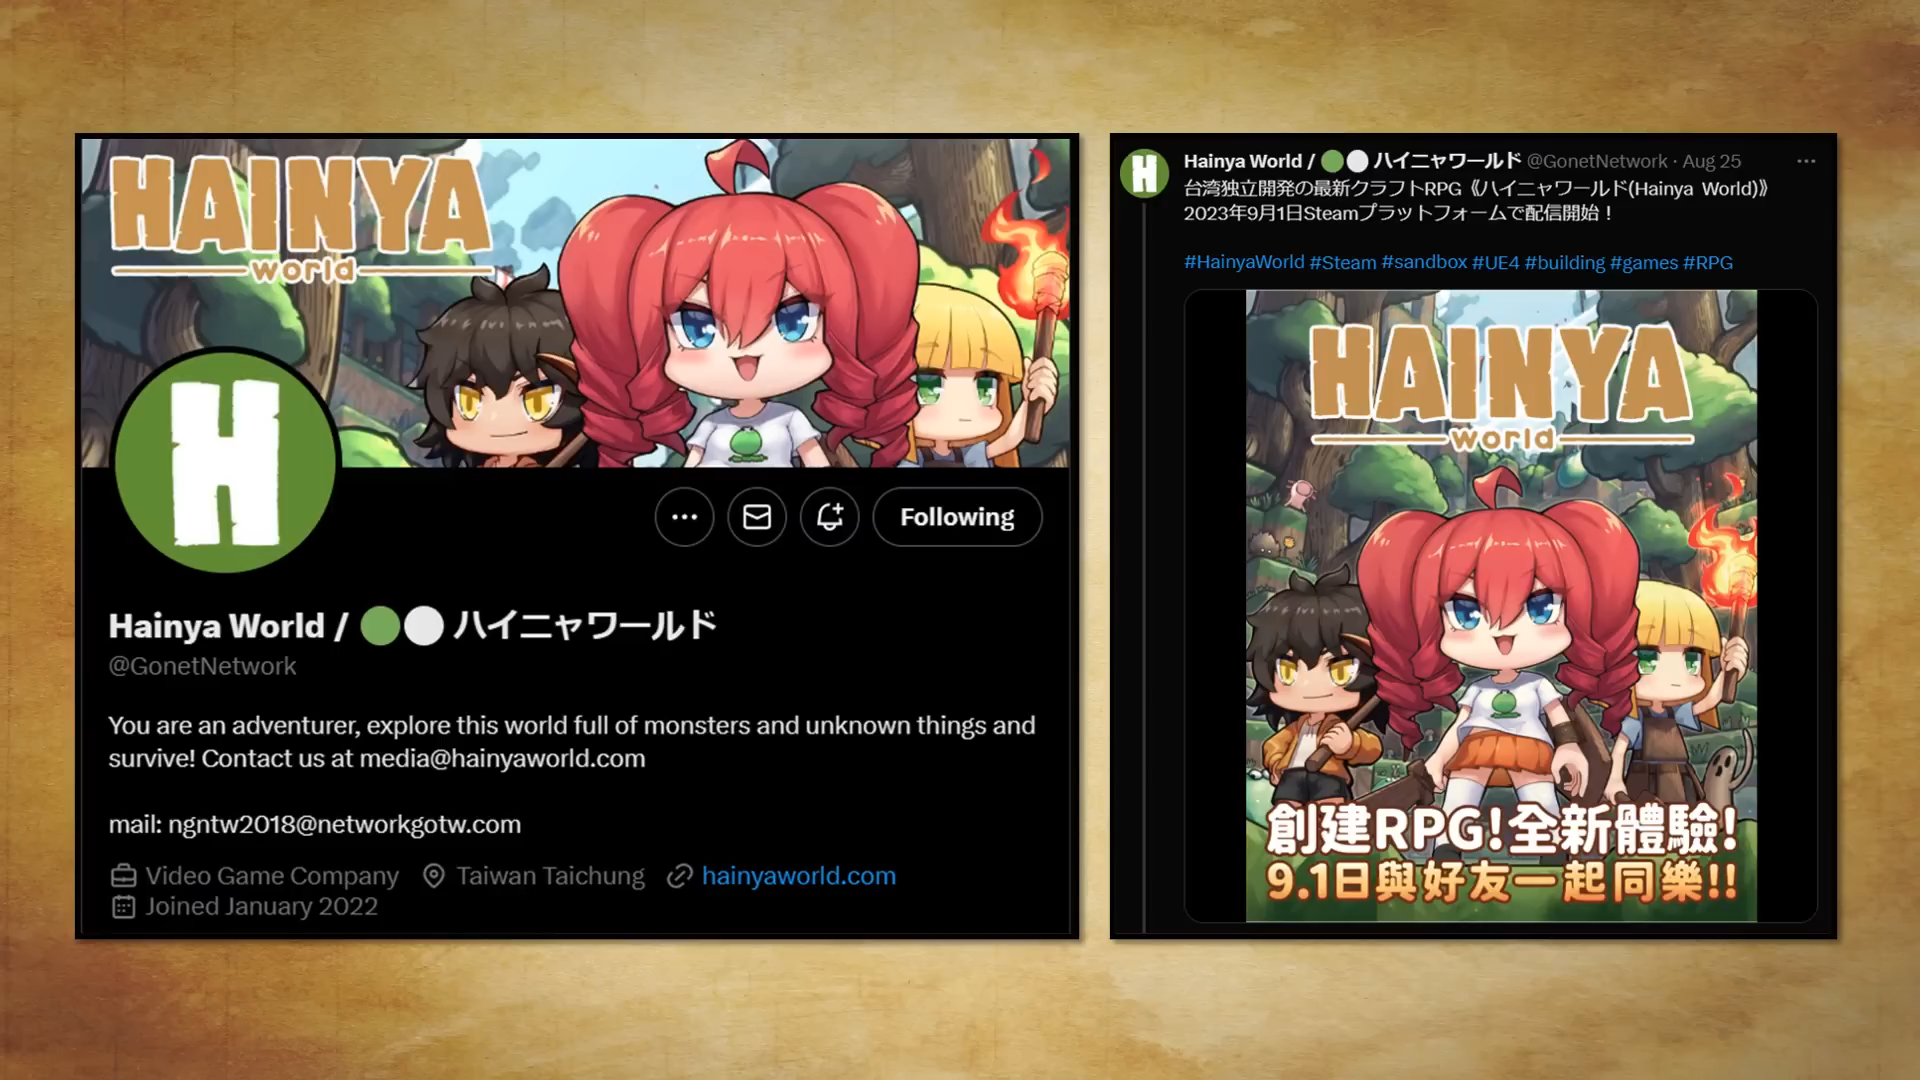 HAINYA
world
H
Following
Hainya World / 🟢⚪ ハイニャワールド
@GonetNetwork
You are an adventurer, explore this world full of monsters and unknown things and
survive! Contact us at media@hainyaworld.com
mail: ngntw2018@networkgotw.com
Video Game Company Taiwan Taichung hainyaworld.com
Joined January 2022
H
Hainya World / 🟢⚪ ハイニャワールド @GonetNetwork · Aug 25
台湾独立開発の最新クラフトRPG《ハイニャワールド(Hainya World)》
2023年9月1日Steamプラットフォームで配信開始！
#HainyaWorld #Steam #sandbox #UE4 #building #games #RPG
HAINYA
world
創建RPG!全新體驗!
9.1日與好友一起同樂!!